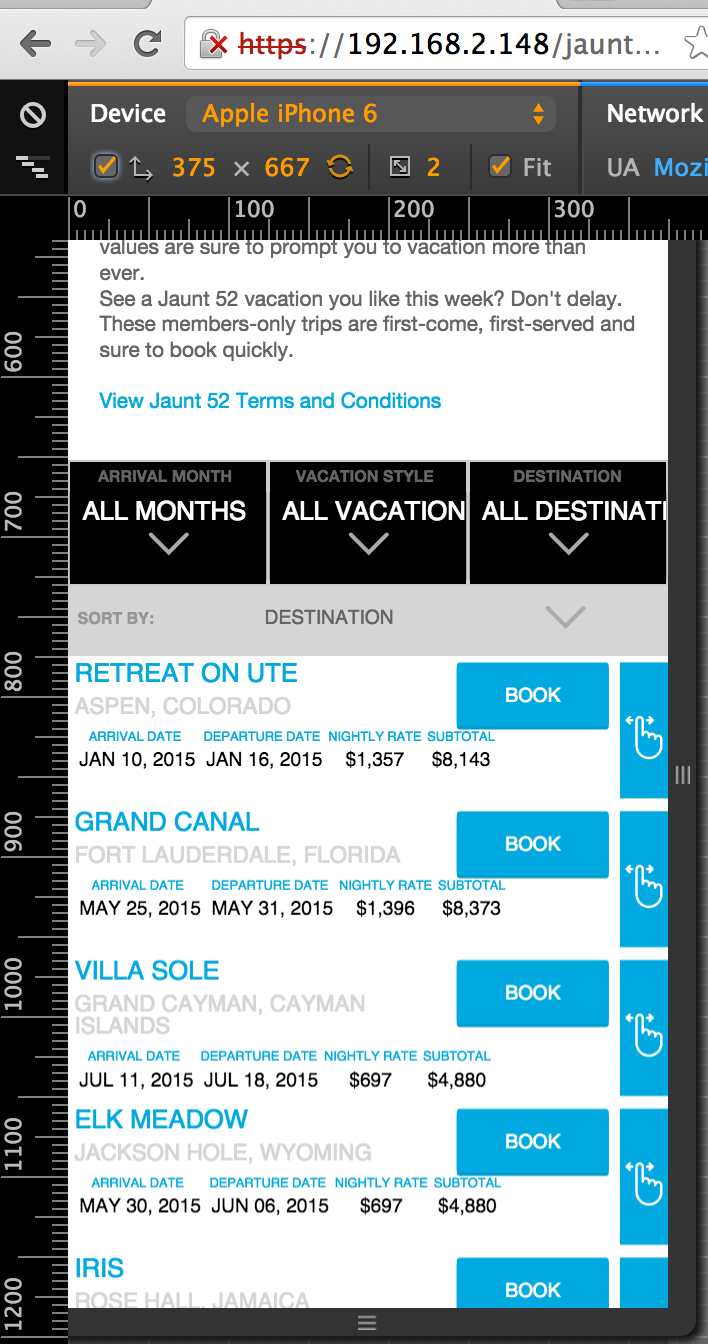 https://192.168.2.148/jaunt...
Device Apple iPhone 6 Network
375 × 667 2 Fit UA Mozi
0 100 200 300
values are sure to prompt you to vacation more than
ever.
See a Jaunt 52 vacation you like this week? Don't delay.
These members-only trips are first-come, first-served and
sure to book quickly.
View Jaunt 52 Terms and Conditions
ARRIVAL MONTH VACATION STYLE DESTINATION
ALL MONTHS ALL VACATION ALL DESTINATI
SORT BY: DESTINATION
RETREAT ON UTE BOOK
ASPEN, COLORADO
ARRIVAL DATE DEPARTURE DATE NIGHTLY RATE SUBTOTAL
JAN 10, 2015 JAN 16, 2015 $1,357 $8,143
GRAND CANAL BOOK
FORT LAUDERDALE, FLORIDA
ARRIVAL DATE DEPARTURE DATE NIGHTLY RATE SUBTOTAL
MAY 25, 2015 MAY 31, 2015 $1,396 $8,373
VILLA SOLE BOOK
GRAND CAYMAN, CAYMAN
ISLANDS
ARRIVAL DATE DEPARTURE DATE NIGHTLY RATE SUBTOTAL
JUL 11, 2015 JUL 18, 2015 $697 $4,880
ELK MEADOW BOOK
JACKSON HOLE, WYOMING
ARRIVAL DATE DEPARTURE DATE NIGHTLY RATE SUBTOTAL
MAY 30, 2015 JUN 06, 2015 $697 $4,880
IRIS BOOK
ROSE HALL, JAMAICA
600
700
800
900
1000
1100
1200